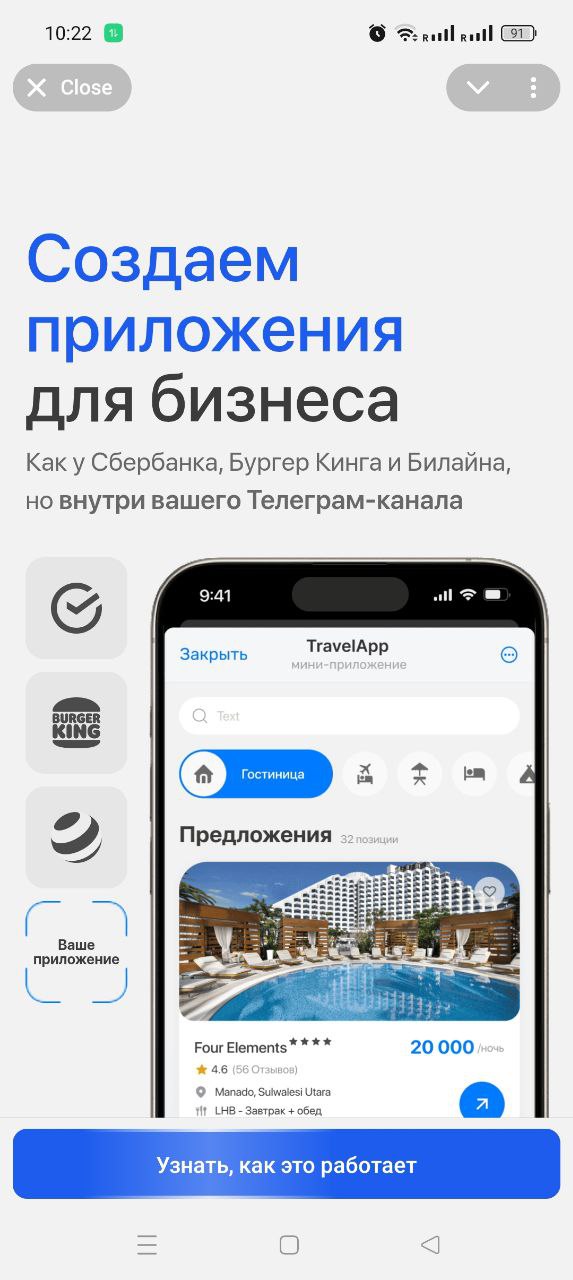 10:22
R
R
91
Close
Создаем
приложения
для бизнеса
Как у Сбербанка, Бургер Кинга и Билайна,
но внутри вашего Телеграм-канала
9:41
Закрыть
TravelApp
мини-приложение
Text
BURGER
KING
Гостиница
Предложения 32 позиции
Ваше
приложение
Four Elements★★★★
20 000 /ночь
4.6 (56 Отзывов)
Manado, Sulwalesi Utara
LHB - Завтрак + обед
Узнать, как это работает